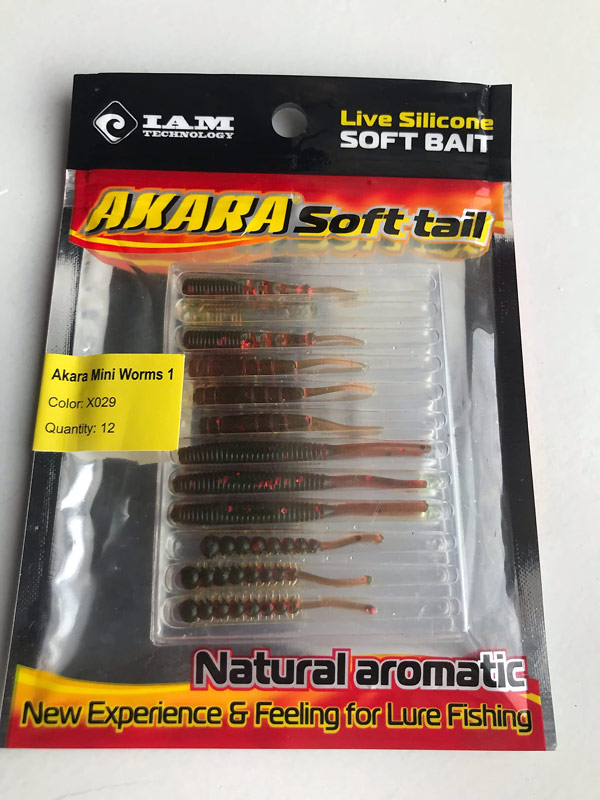 IAM
TECHNOLOGY
Live Silicone
SOFT BAIT
AKARA Soft tail
Akara Mini Worms 1
Color: X029
Quantity: 12
Natural aromatic
New Experience & Feeling for Lure Fishing